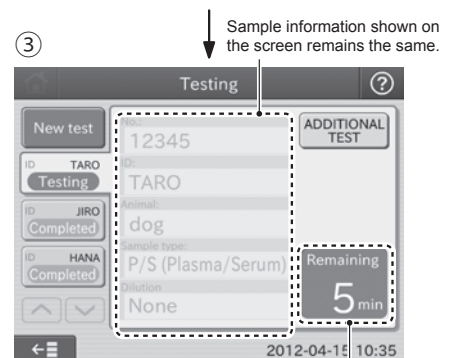 Sample information shown on
the screen remains the same.
③
Testing
?
New test
ID TARO
Testing
ID JIRO
Completed
ID HANA
Completed
No.:
12345
ID:
TARO
Animal:
dog
Sample type:
P/S (Plasma/Serum)
Dilution
None
ADDITIONAL
TEST
Remaining
5 min
2012-04-15 10:35